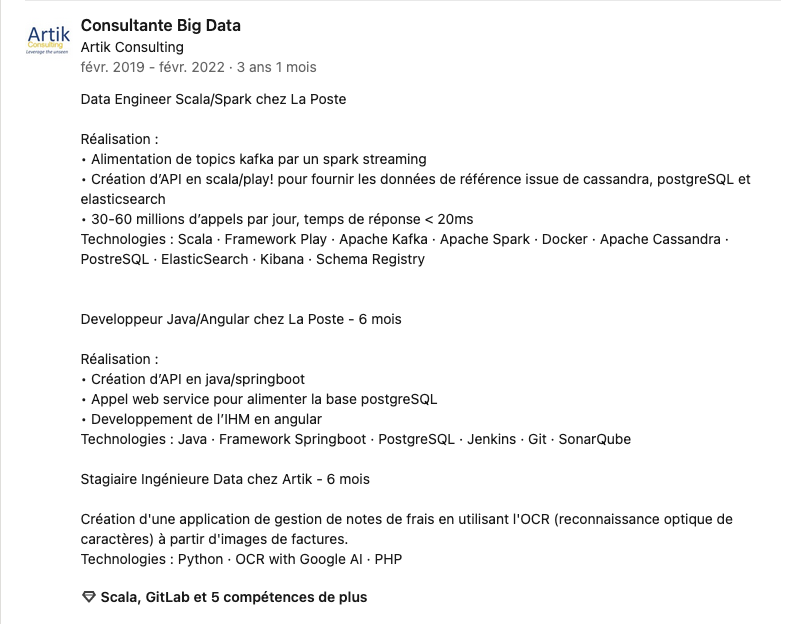 Artik
Consulting
Leverage the unseen
Consultante Big Data
Artik Consulting
févr. 2019 - févr. 2022 · 3 ans 1 mois
Data Engineer Scala/Spark chez La Poste
Réalisation :
• Alimentation de topics kafka par un spark streaming
• Création d’API en scala/play! pour fournir les données de référence issue de cassandra, postgreSQL et
elasticsearch
• 30-60 millions d’appels par jour, temps de réponse < 20ms
Technologies : Scala · Framework Play · Apache Kafka · Apache Spark · Docker · Apache Cassandra ·
PostreSQL · ElasticSearch · Kibana · Schema Registry
Developpeur Java/Angular chez La Poste - 6 mois
Réalisation :
• Création d’API en java/springboot
• Appel web service pour alimenter la base postgreSQL
• Developpement de l’IHM en angular
Technologies : Java · Framework Springboot · PostgreSQL · Jenkins · Git · SonarQube
Stagiaire Ingénieure Data chez Artik - 6 mois
Création d'une application de gestion de notes de frais en utilisant l'OCR (reconnaissance optique de
caractères) à partir d'images de factures.
Technologies : Python · OCR with Google AI · PHP
Scala, GitLab et 5 compétences de plus